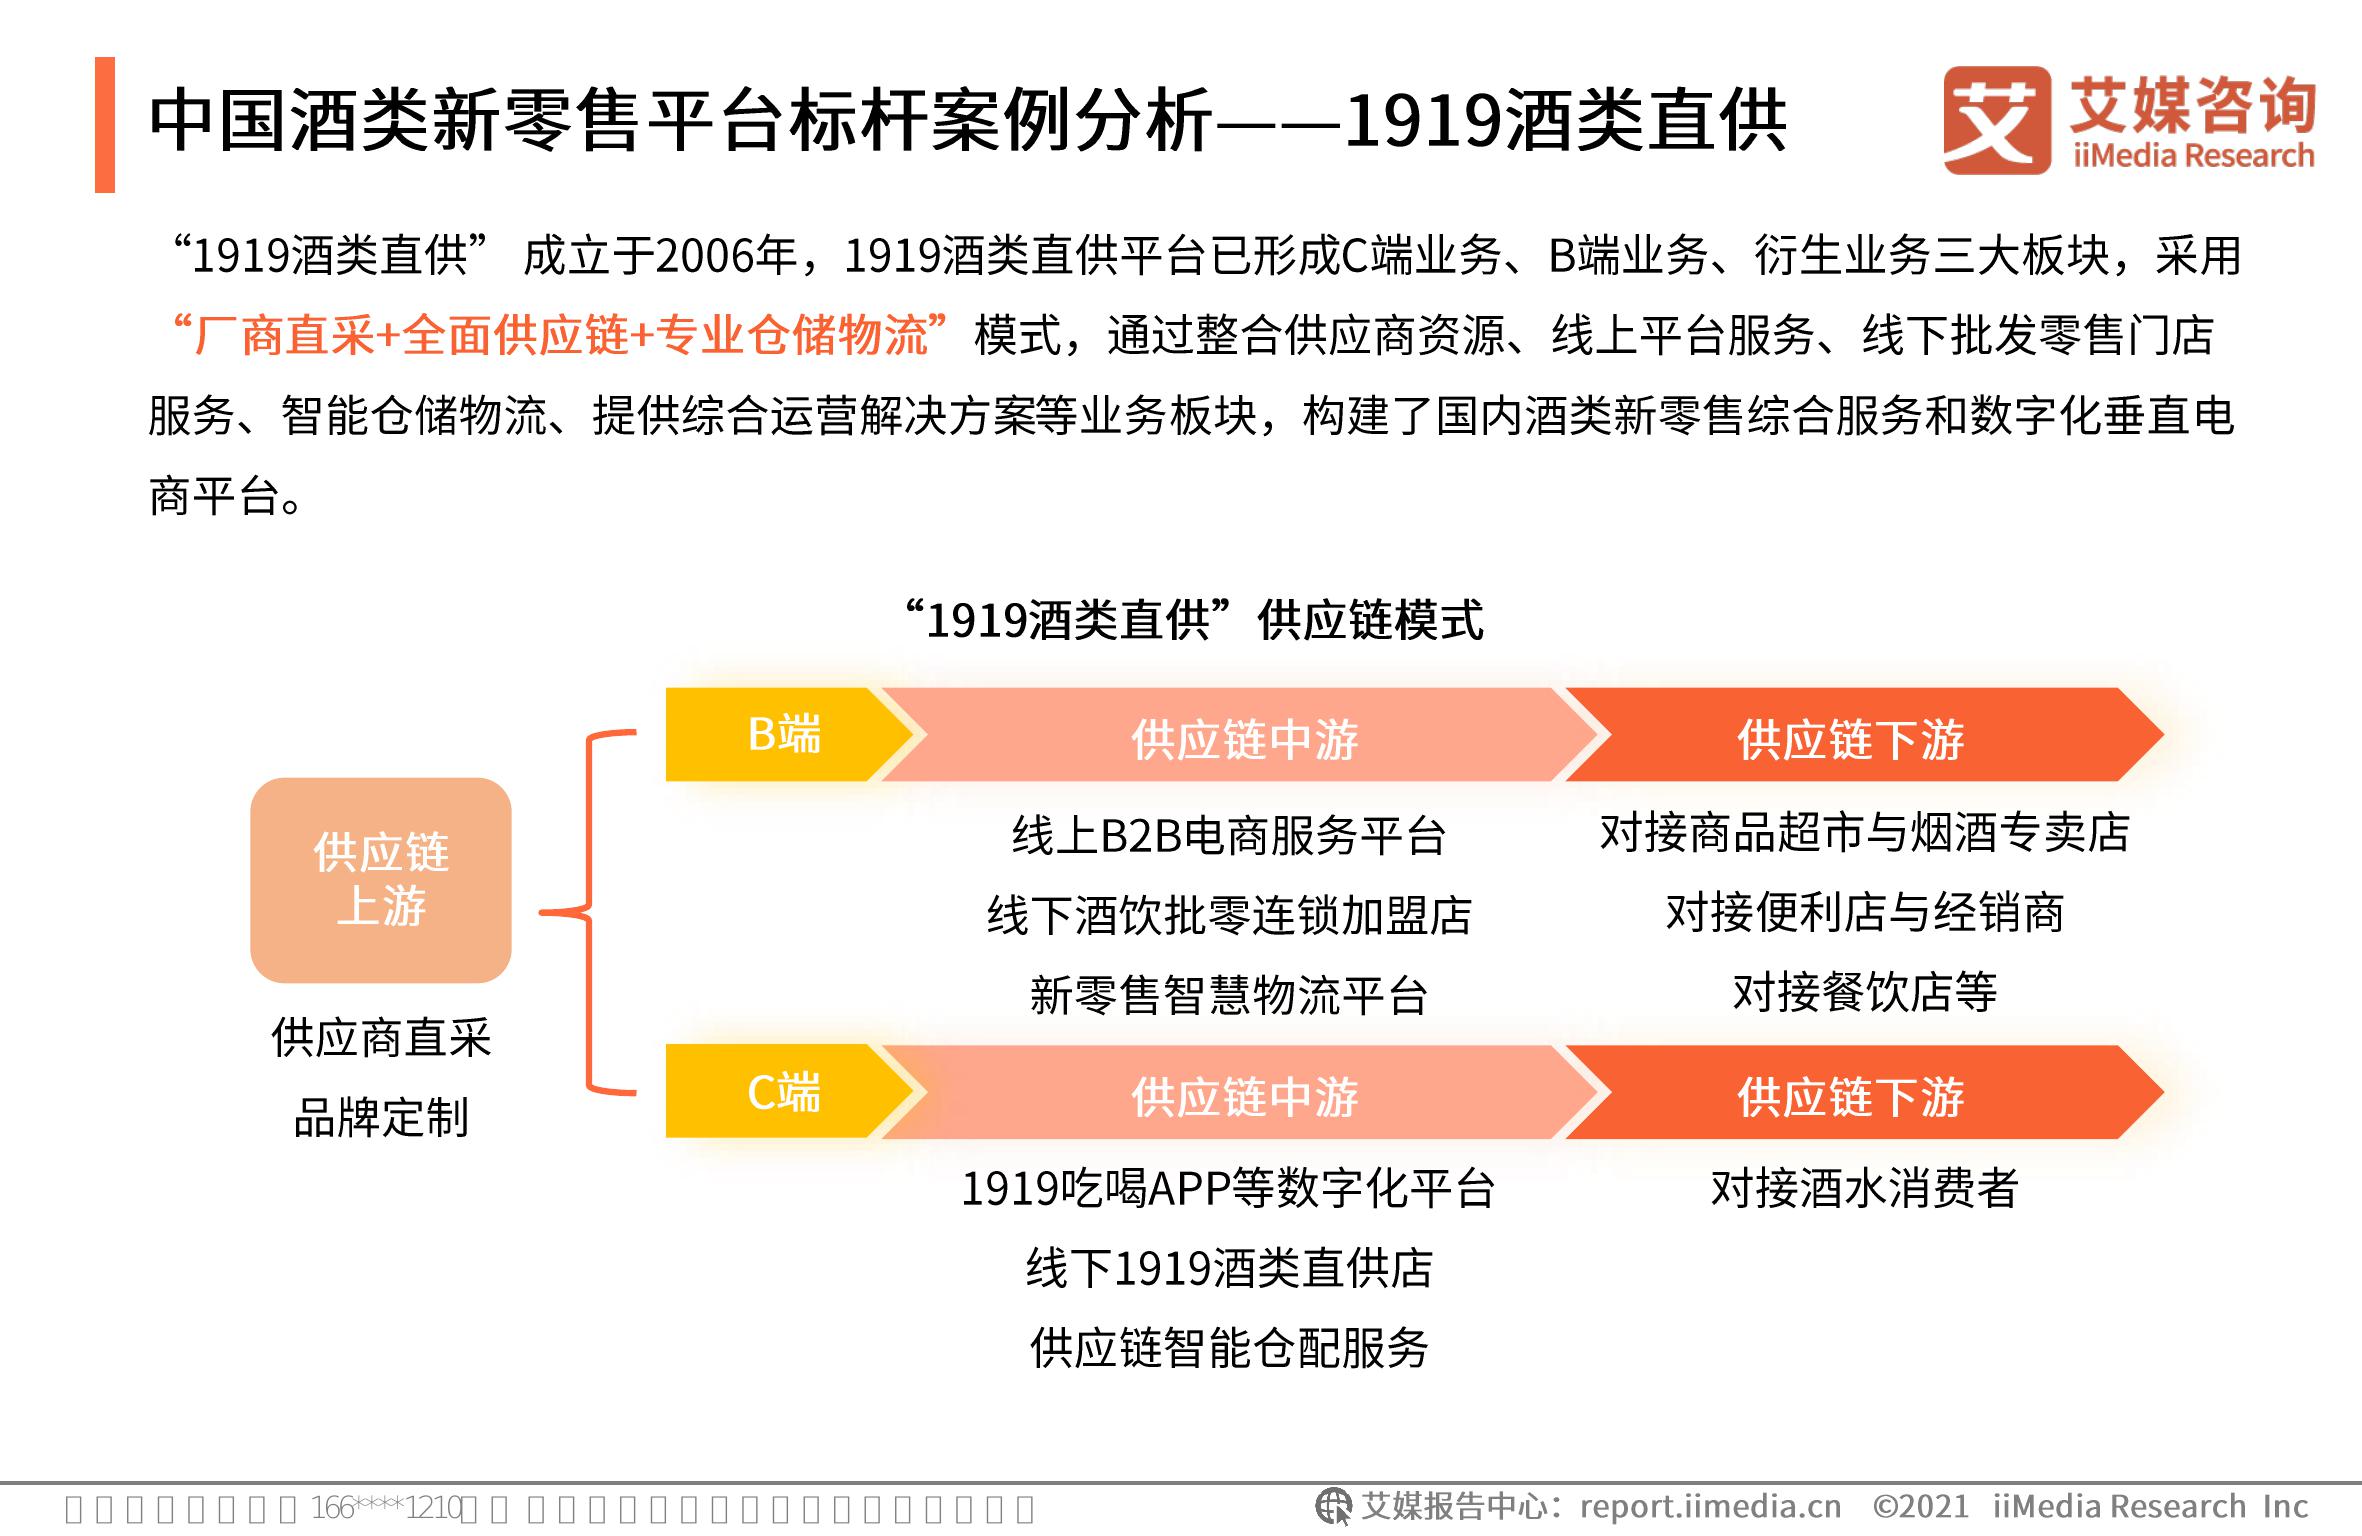 中国酒类新零售平台标杆案例分析——1919酒类直供
艾
艾媒咨询
iiMedia Research
“1919酒类直供” 成立于2006年，1919酒类直供平台已形成C端业务、B端业务、衍生业务三大板块，采用
“厂商直采+全面供应链+专业仓储物流”模式，通过整合供应商资源、线上平台服务、线下批发零售门店
服务、智能仓储物流、提供综合运营解决方案等业务板块，构建了国内酒类新零售综合服务和数字化垂直电
商平台。
“1919酒类直供”供应链模式
供应链
上游
供应商直采
品牌定制
B端
供应链中游
供应链下游
线上B2B电商服务平台
线下酒饮批零连锁加盟店
新零售智慧物流平台
对接商品超市与烟酒专卖店
对接便利店与经销商
对接餐饮店等
C端
供应链中游
供应链下游
1919吃喝APP等数字化平台
线下1919酒类直供店
供应链智能仓配服务
对接酒水消费者
166****1210
艾媒报告中心：report.iimedia.cn ©2021 iiMedia Research Inc